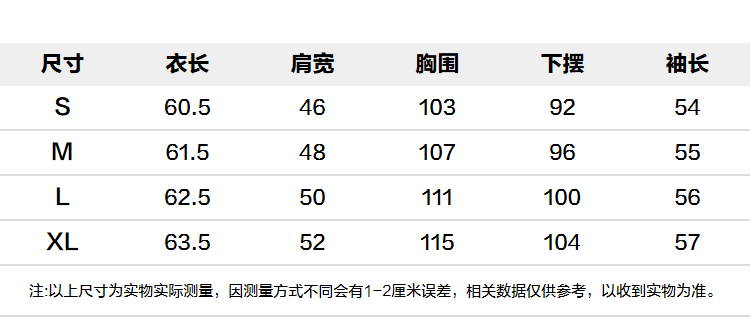 尺寸 衣长 肩宽 胸围 下摆 袖长
S 60.5 46 103 92 54
M 61.5 48 107 96 55
L 62.5 50 111 100 56
XL 63.5 52 115 104 57
注:以上尺寸为实物实际测量，因测量方式不同会有1-2厘米误差，相关数据仅供参考，以收到实物为准。